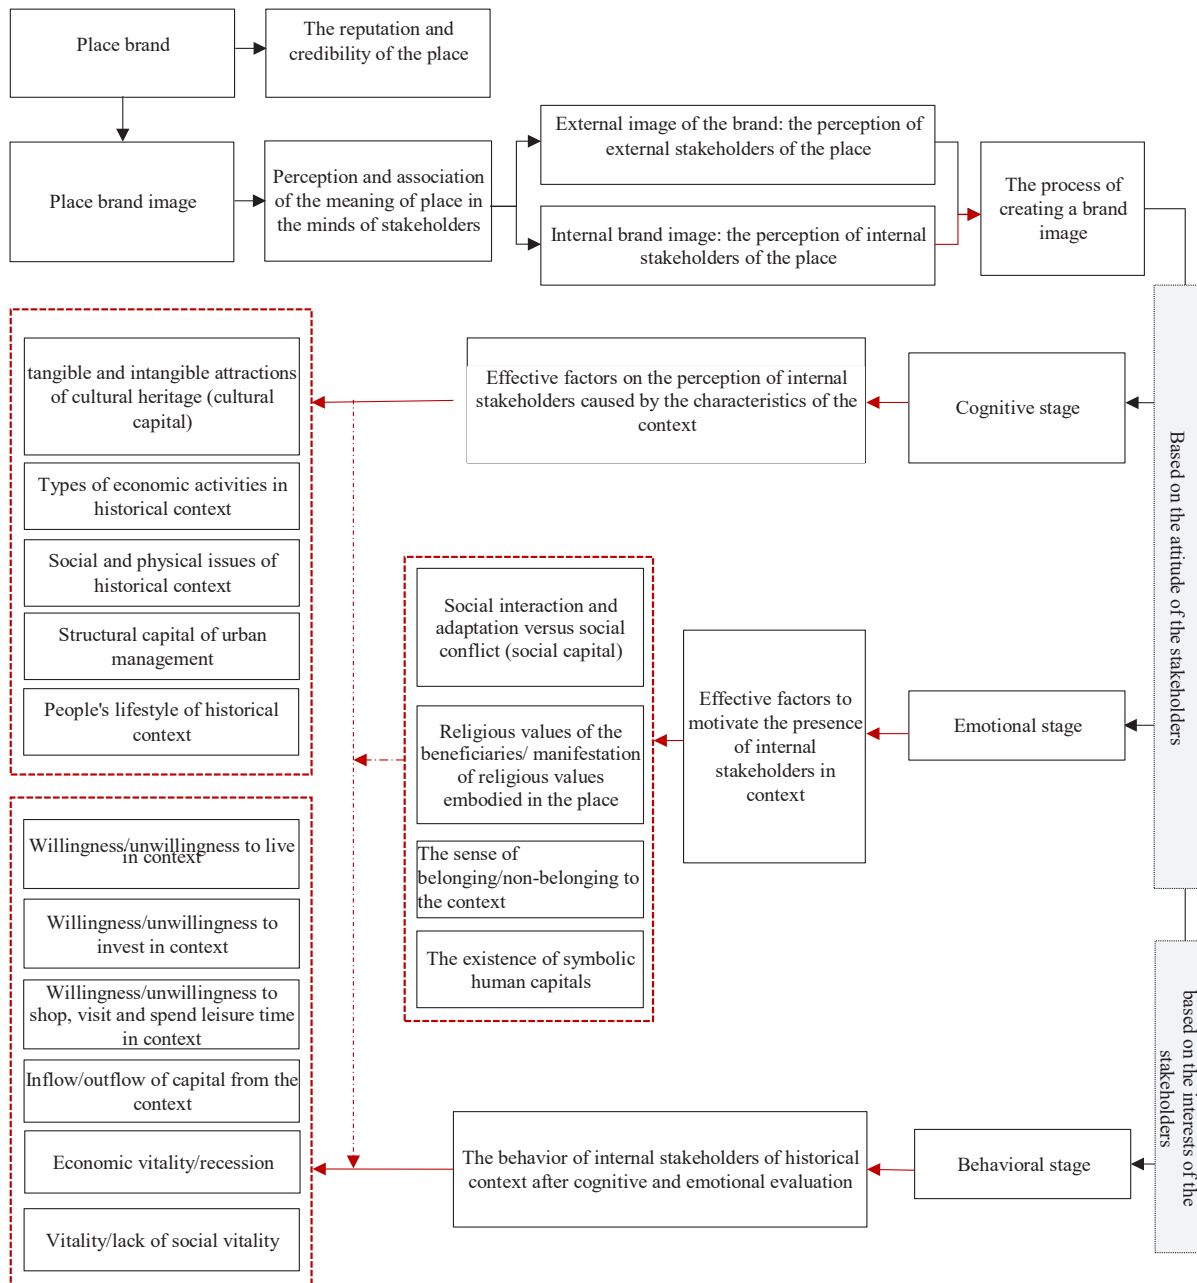 Place brand
The reputation and
credibility of the place
Place brand image
Perception and association
of the meaning of place in
the minds of stakeholders
External image of the brand: the perception of
external stakeholders of the place
Internal brand image: the perception of internal
stakeholders of the place
The process of
creating a brand
image
Based on the attitude of the stakeholders
Cognitive stage
Effective factors on the perception of internal
stakeholders caused by the characteristics of the
context
tangible and intangible attractions
of cultural heritage (cultural
capital)
Types of economic activities in
historical context
Social and physical issues of
historical context
Structural capital of urban
management
People's lifestyle of historical
context
Emotional stage
Effective factors to
motivate the presence
of internal
stakeholders in
context
Social interaction and
adaptation versus social
conflict (social capital)
Religious values of the
beneficiaries/ manifestation
of religious values
embodied in the place
The sense of
belonging/non-belonging to
the context
The existence of symbolic
human capitals
based on the interests of the
stakeholders
Behavioral stage
The behavior of internal stakeholders of historical
context after cognitive and emotional evaluation
Willingness/unwillingness to live
in context
Willingness/unwillingness to
invest in context
Willingness/unwillingness to
shop, visit and spend leisure time
in context
Inflow/outflow of capital from the
context
Economic vitality/recession
Vitality/lack of social vitality